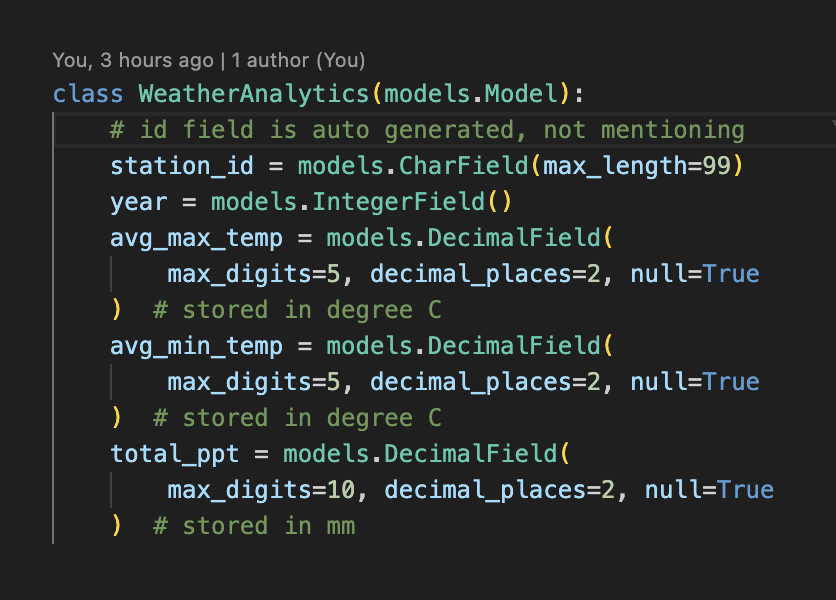 You, 3 hours ago | 1 author (You)
class WeatherAnalytics(models.Model):
    # id field is auto generated, not mentioning
    station_id = models.CharField(max_length=99)
    year = models.IntegerField()
    avg_max_temp = models.DecimalField(
        max_digits=5, decimal_places=2, null=True
    )  # stored in degree C
    avg_min_temp = models.DecimalField(
        max_digits=5, decimal_places=2, null=True
    )  # stored in degree C
    total_ppt = models.DecimalField(
        max_digits=10, decimal_places=2, null=True
    )  # stored in mm